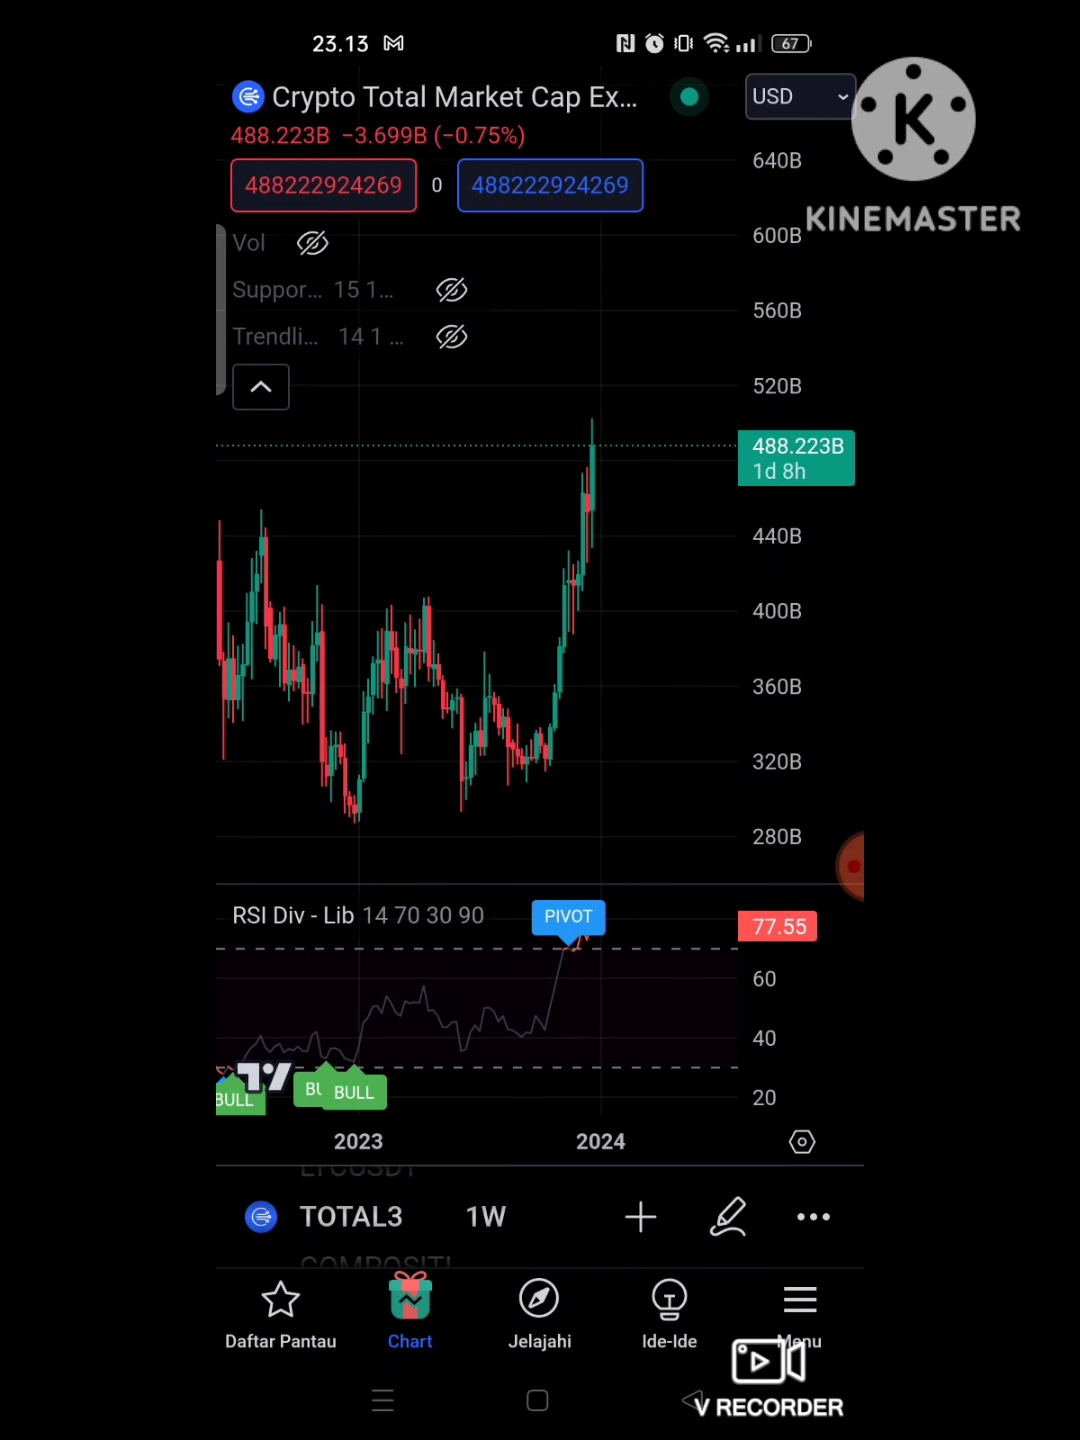 23.13
67
Crypto Total Market Cap Ex...
USD
488.223B −3.699B (−0.75%)
488222924269 0 488222924269
K
KINEMASTER
Vol
Suppor... 15 1...
Trendli... 14 1 ...
640B
600B
560B
520B
488.223B
1d 8h
440B
400B
360B
320B
280B
RSI Div - Lib 14 70 30 90
PIVOT
77.55
60
40
20
BULL
BULL
2023 2024
LTCUSDT
TOTAL3 1W
Daftar Pantau Chart Jelajahi Ide-Ide Menu
V RECORDER